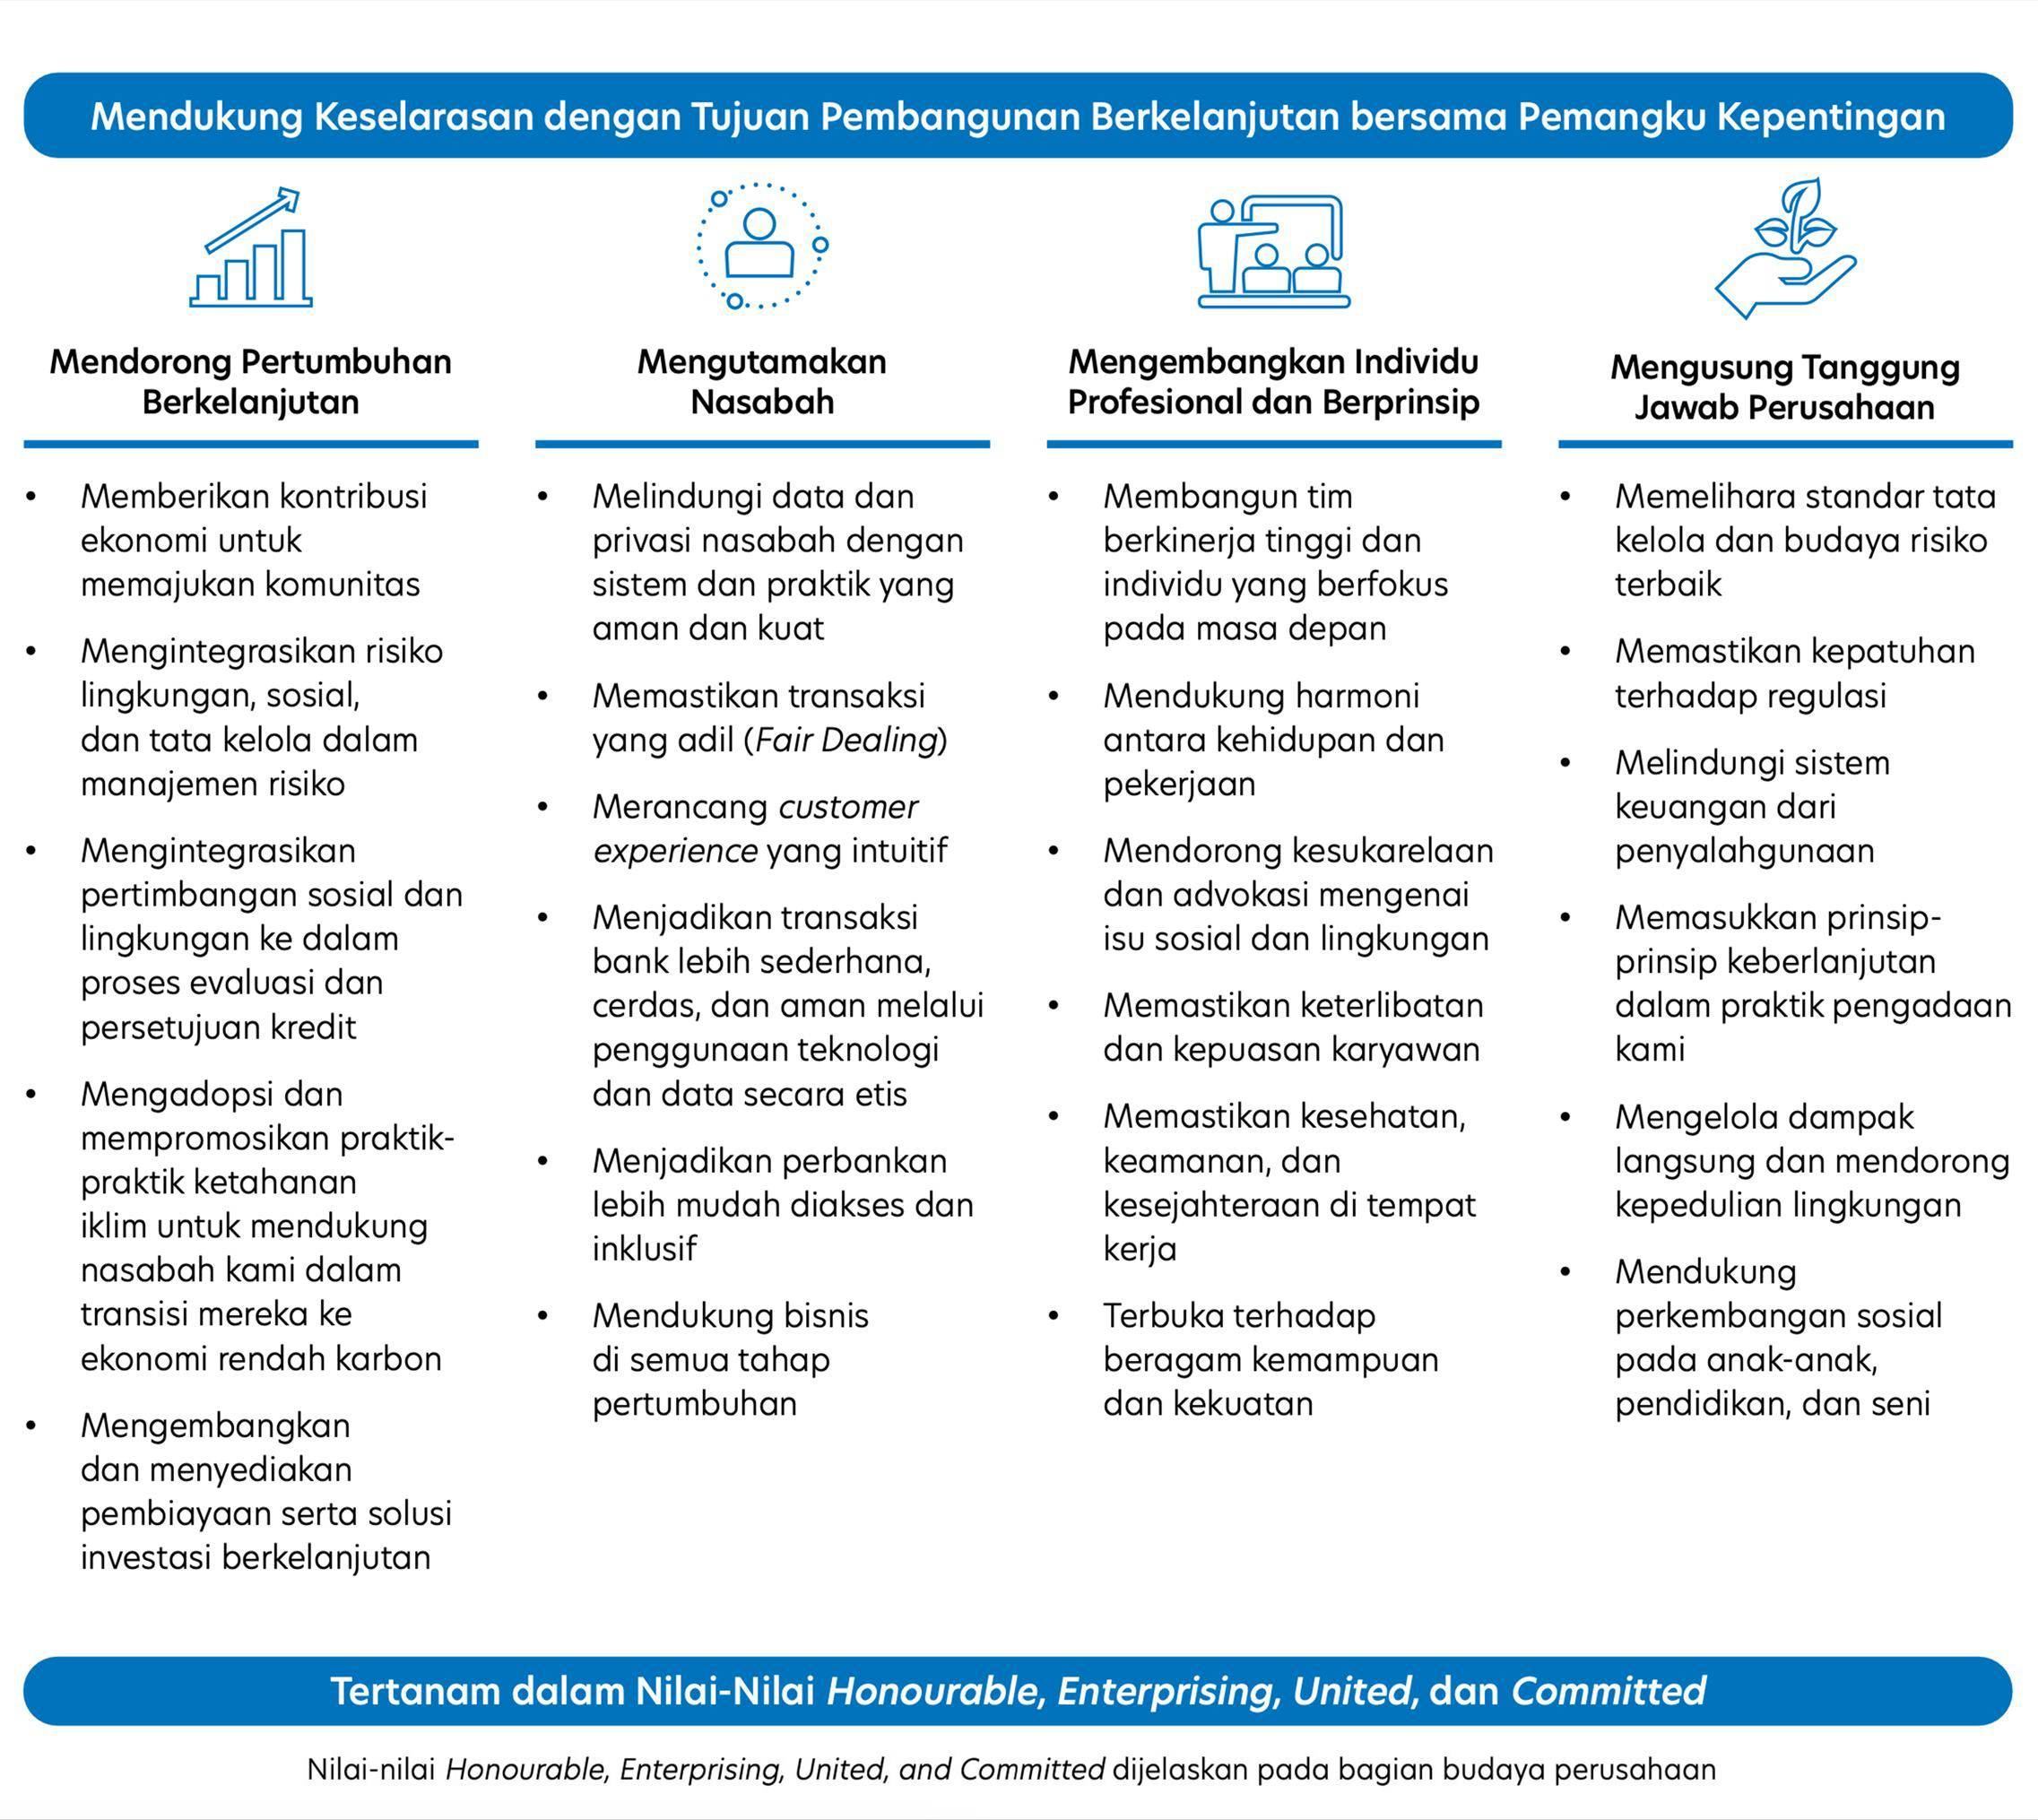 Mendukung Keselarasan dengan Tujuan Pembangunan Berkelanjutan bersama Pemangku Kepentingan
Mendorong Pertumbuhan
Berkelanjutan
• Memberikan kontribusi
ekonomi untuk
memajukan komunitas
• Mengintegrasikan risiko
lingkungan, sosial,
dan tata kelola dalam
manajemen risiko
• Mengintegrasikan
pertimbangan sosial dan
lingkungan ke dalam
proses evaluasi dan
persetujuan kredit
• Mengadopsi dan
mempromosikan praktik-
praktik ketahanan
iklim untuk mendukung
nasabah kami dalam
transisi mereka ke
ekonomi rendah karbon
• Mengembangkan
dan menyediakan
pembiayaan serta solusi
investasi berkelanjutan
Mengutamakan
Nasabah
• Melindungi data dan
privasi nasabah dengan
sistem dan praktik yang
aman dan kuat
• Memastikan transaksi
yang adil (Fair Dealing)
• Merancang customer
experience yang intuitif
• Menjadikan transaksi
bank lebih sederhana,
cerdas, dan aman melalui
penggunaan teknologi
dan data secara etis
• Menjadikan perbankan
lebih mudah diakses dan
inklusif
• Mendukung bisnis
di semua tahap
pertumbuhan
Mengembangkan Individu
Profesional dan Berprinsip
• Membangun tim
berkinerja tinggi dan
individu yang berfokus
pada masa depan
• Mendukung harmoni
antara kehidupan dan
pekerjaan
• Mendorong kesukarelaan
dan advokasi mengenai
isu sosial dan lingkungan
• Memastikan keterlibatan
dan kepuasan karyawan
• Memastikan kesehatan,
keamanan, dan
kesejahteraan di tempat
kerja
• Terbuka terhadap
beragam kemampuan
dan kekuatan
Mengusung Tanggung
Jawab Perusahaan
• Memelihara standar tata
kelola dan budaya risiko
terbaik
• Memastikan kepatuhan
terhadap regulasi
• Melindungi sistem
keuangan dari
penyalahgunaan
• Memasukkan prinsip-
prinsip keberlanjutan
dalam praktik pengadaan
kami
• Mengelola dampak
langsung dan mendorong
kepedulian lingkungan
• Mendukung
perkembangan sosial
pada anak-anak,
pendidikan, dan seni
Tertanam dalam Nilai-Nilai Honourable, Enterprising, United, dan Committed
Nilai-nilai Honourable, Enterprising, United, and Committed dijelaskan pada bagian budaya perusahaan